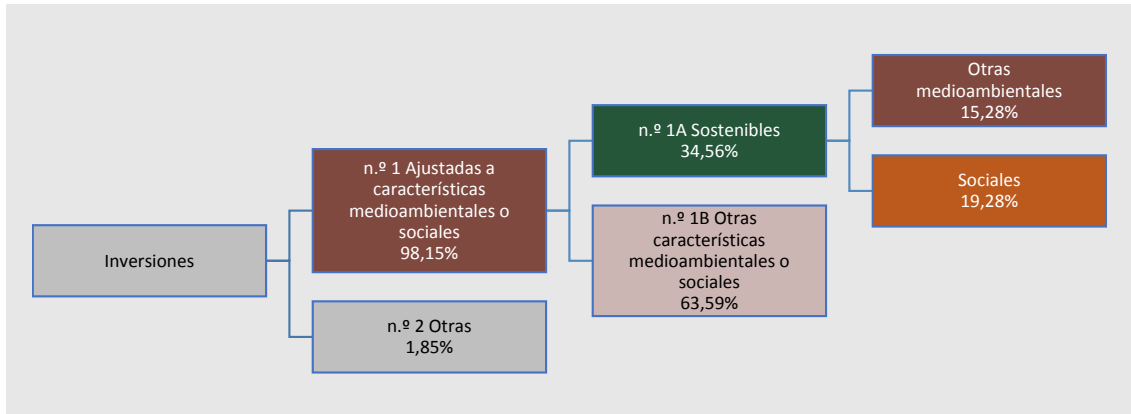 Inversiones
n.º 1 Ajustadas a
características
medioambientales o
sociales
98,15%
n.º 2 Otras
1,85%
n.º 1A Sostenibles
34,56%
n.º 1B Otras
características
medioambientales o
sociales
63,59%
Otras
medioambientales
15,28%
Sociales
19,28%